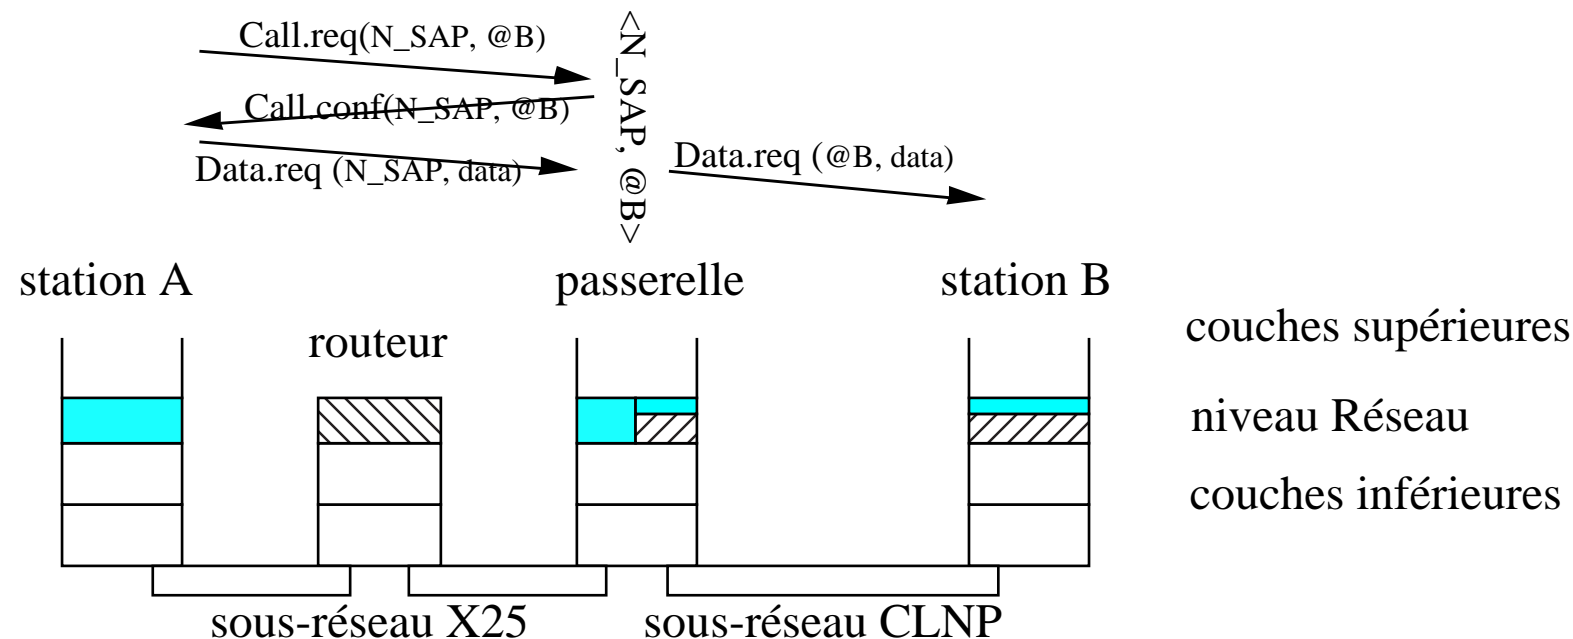 Call.req(N_SAP, @B)
Call.conf(N_SAP, @B)
Data.req (N_SAP, data)
<N_SAP, @B>
Data.req (@B, data)
station A
passerelle
station B
routeur
couches supérieures
niveau Réseau
couches inférieures
sous-réseau X25
sous-réseau CLNP